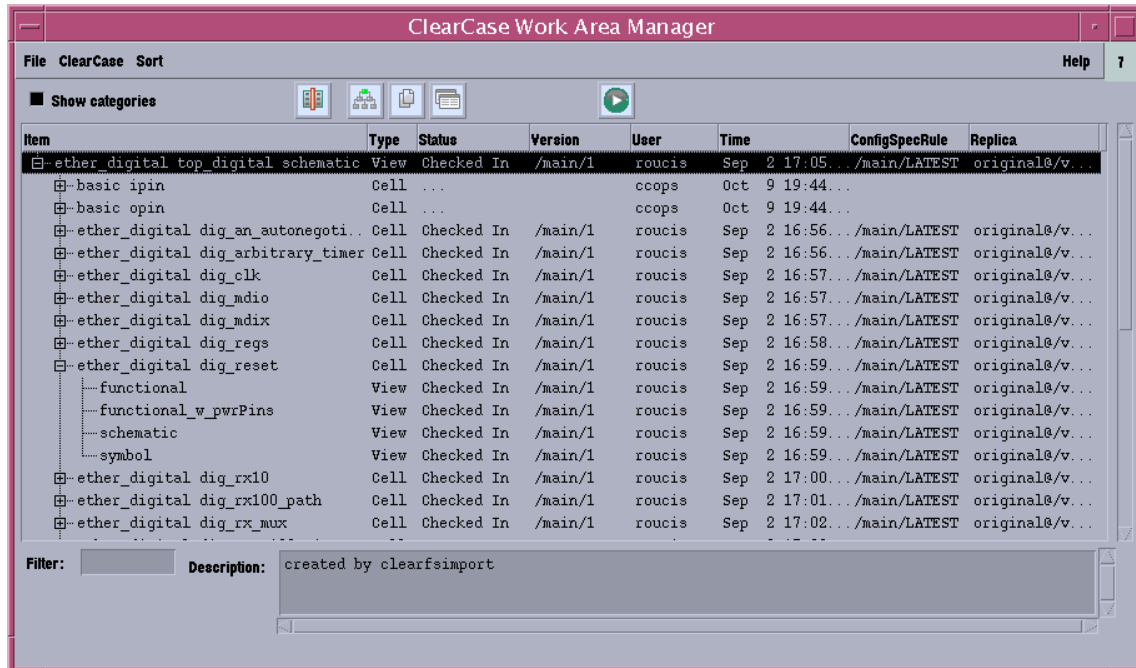 ClearCase Work Area Manager
File ClearCase Sort Help 7
Show categories
Item Type Status Version User Time ConfigSpecRule Replica
ether_digital top_digital schematic View Checked In /main/1 roucis Sep 2 17:05... /main/LATEST original@/v...
basic ipin Cell ... ccops Oct 9 19:44...
basic opin Cell ... ccops Oct 9 19:44...
ether_digital dig_an_autonegoti.. Cell Checked In /main/1 roucis Sep 2 16:56... /main/LATEST original@/v...
ether_digital dig_arbitrary_timer Cell Checked In /main/1 roucis Sep 2 16:56... /main/LATEST original@/v...
ether_digital dig_clk Cell Checked In /main/1 roucis Sep 2 16:57... /main/LATEST original@/v...
ether_digital dig_mdio Cell Checked In /main/1 roucis Sep 2 16:57... /main/LATEST original@/v...
ether_digital dig_mdix Cell Checked In /main/1 roucis Sep 2 16:57... /main/LATEST original@/v...
ether_digital dig_regs Cell Checked In /main/1 roucis Sep 2 16:58... /main/LATEST original@/v...
ether_digital dig_reset Cell Checked In /main/1 roucis Sep 2 16:59... /main/LATEST original@/v...
functional View Checked In /main/1 roucis Sep 2 16:59... /main/LATEST original@/v...
functional_w_pwrPins View Checked In /main/1 roucis Sep 2 16:59... /main/LATEST original@/v...
schematic View Checked In /main/1 roucis Sep 2 16:59... /main/LATEST original@/v...
symbol View Checked In /main/1 roucis Sep 2 16:59... /main/LATEST original@/v...
ether_digital dig_rx10 Cell Checked In /main/1 roucis Sep 2 17:00... /main/LATEST original@/v...
ether_digital dig_rx100_path Cell Checked In /main/1 roucis Sep 2 17:01... /main/LATEST original@/v...
ether_digital dig_rx_mux Cell Checked In /main/1 roucis Sep 2 17:02... /main/LATEST original@/v...
Filter: Description: created by clearfsimport